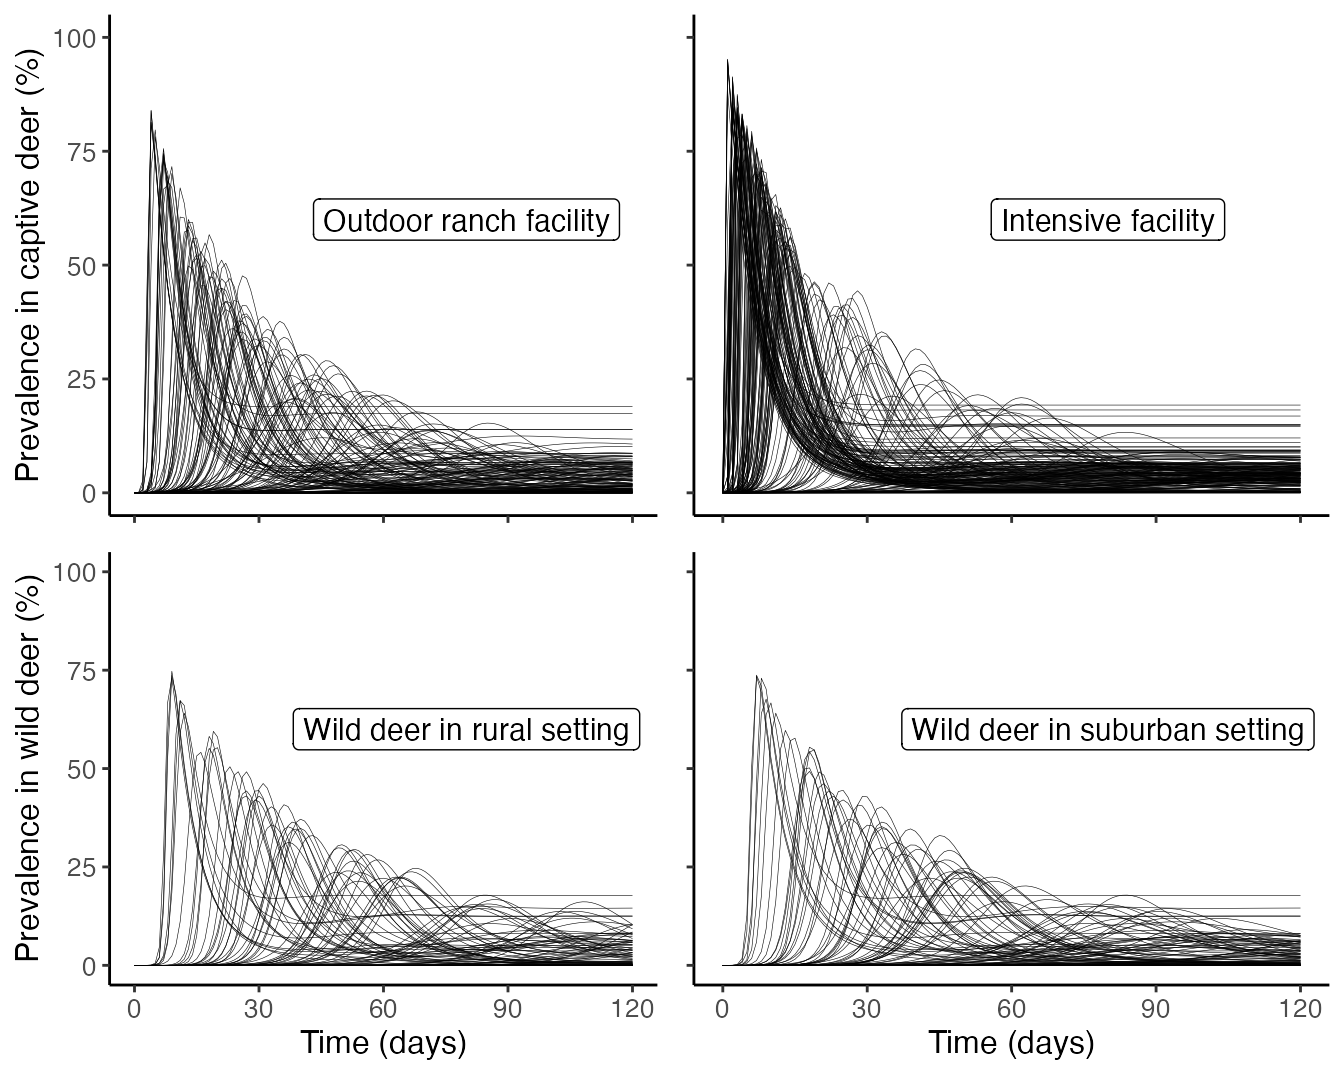 Prevalence in captive deer (%)
100
75
50
25
0
Outdoor ranch facility
Intensive facility
Prevalence in wild deer (%)
100
75
50
25
0
Wild deer in rural setting
Wild deer in suburban setting
0 30 60 90 120
0 30 60 90 120
Time (days)
Time (days)